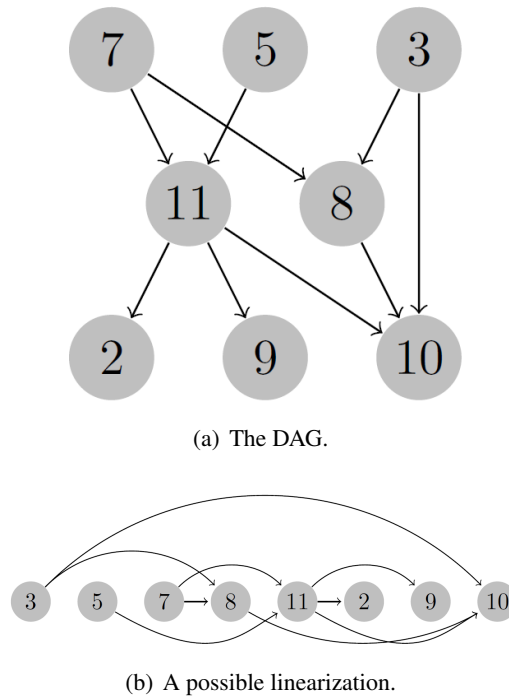 7 5 3
11 8
2 9 10
(a) The DAG.
3 5 7 8 11 2 9 10
(b) A possible linearization.